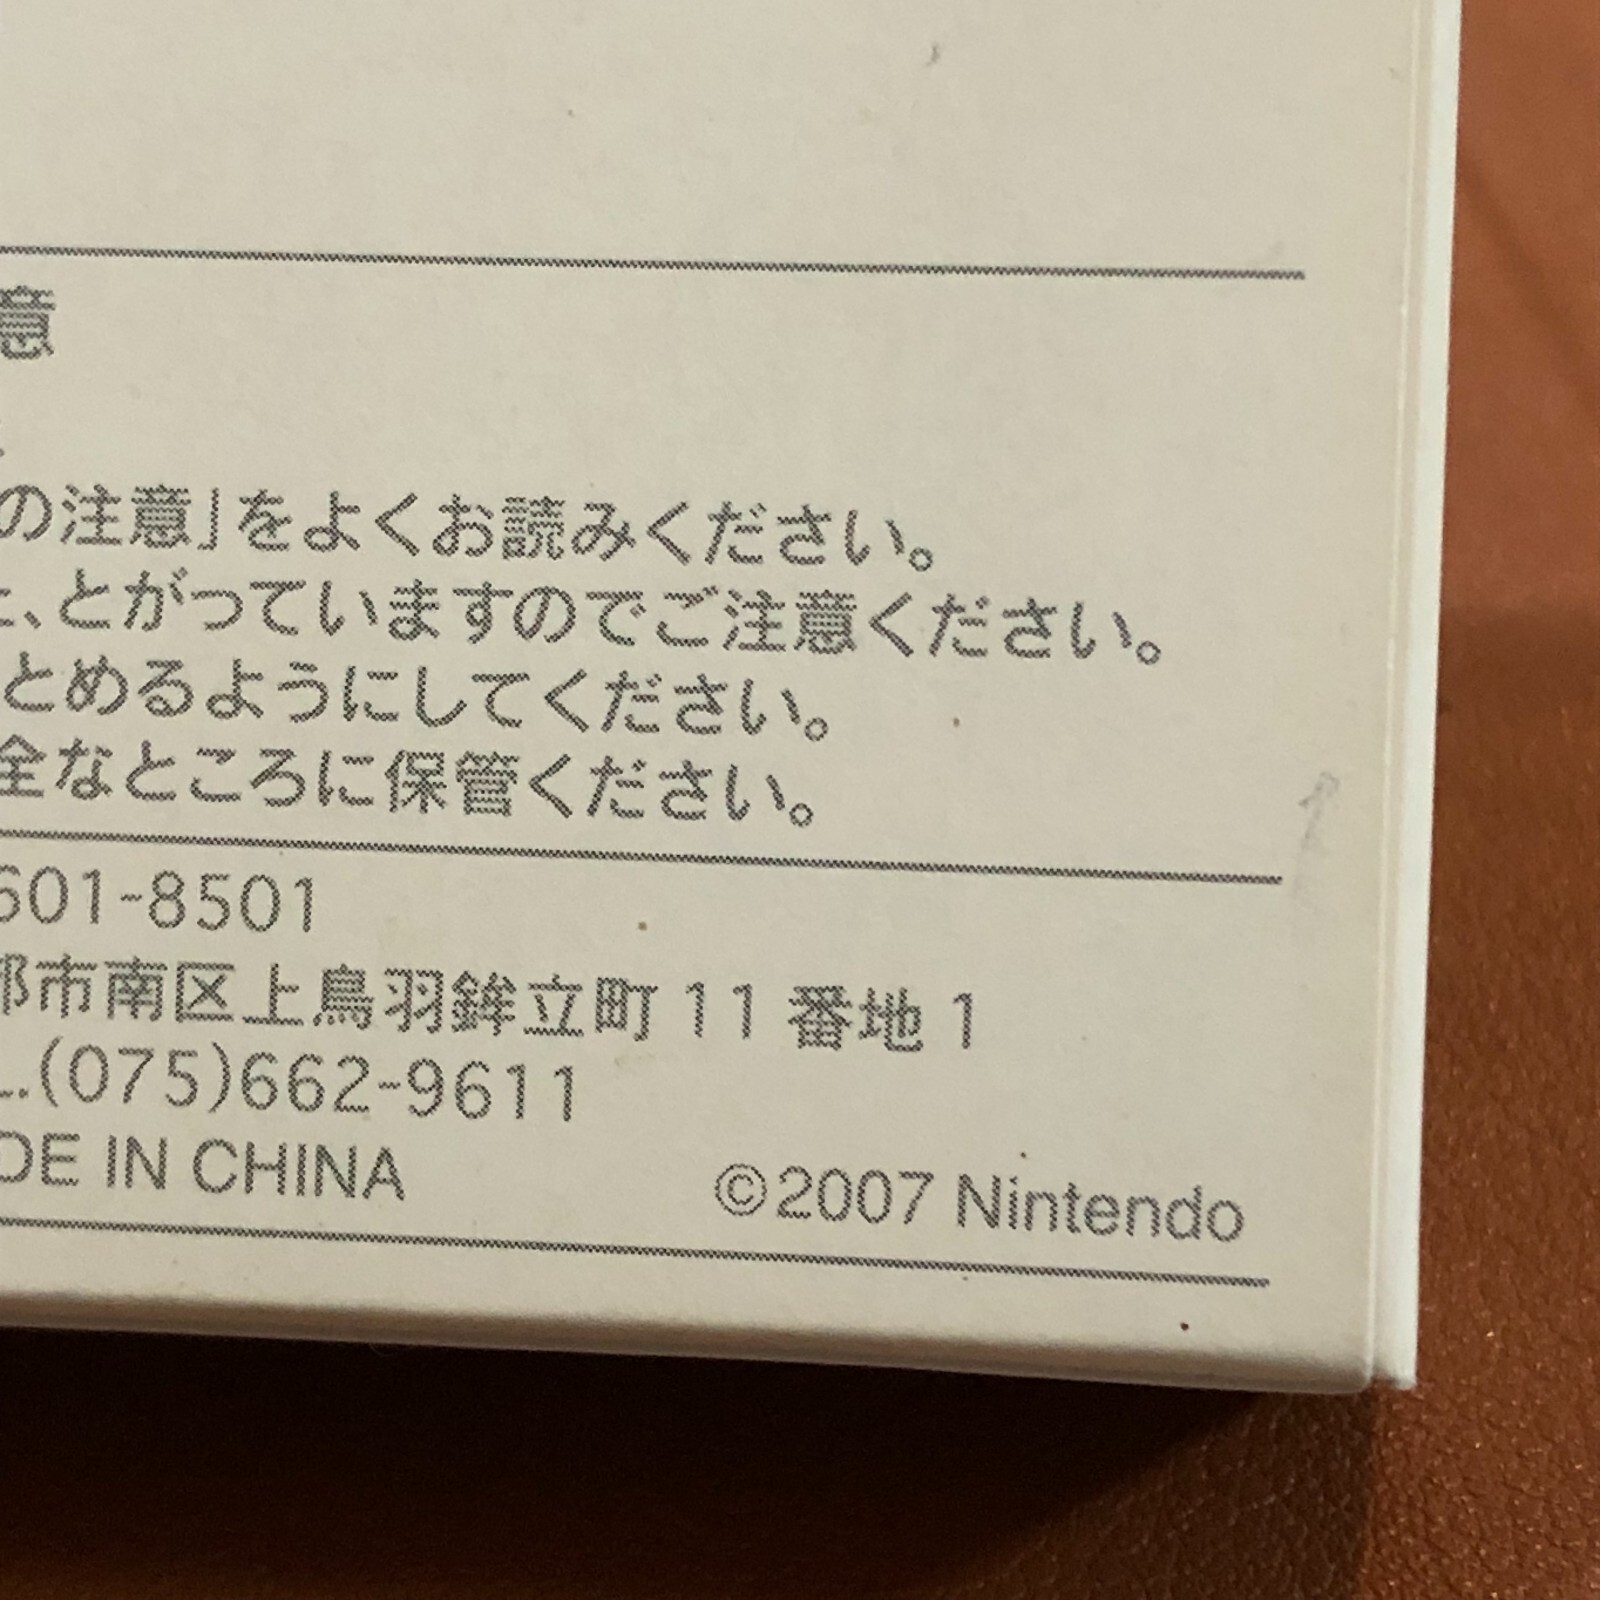 意
の注意」をよくお読みください。
、とがっていますのでご注意ください。
とめるようにしてください。
全なところに保管ください。
601-8501
都市南区上鳥羽鉾立町 11 番地 1
L.(075)662-9611
DE IN CHINA ©2007 Nintendo